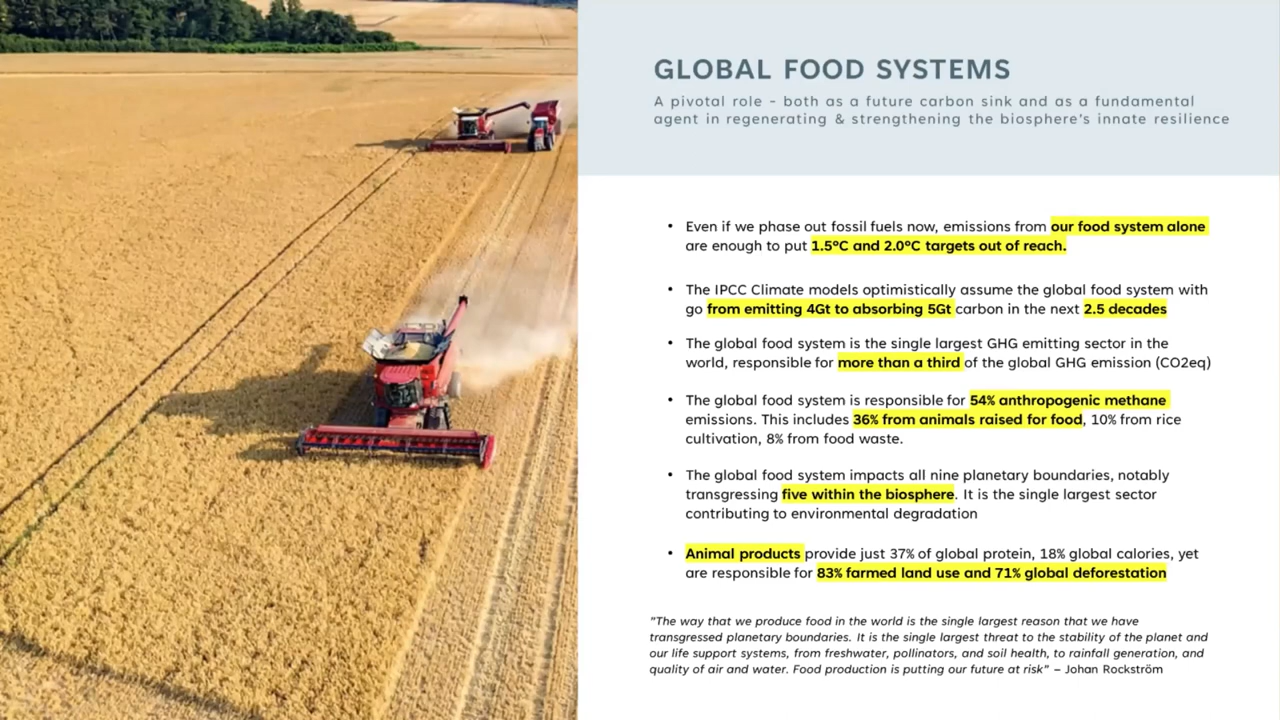 GLOBAL FOOD SYSTEMS
A pivotal role - both as a future carbon sink and as a fundamental
agent in regenerating & strengthening the biosphere's innate resilience
• Even if we phase out fossil fuels now, emissions from our food system alone
are enough to put 1.5ºC and 2.0ºC targets out of reach.
• The IPCC Climate models optimistically assume the global food system with
go from emitting 4Gt to absorbing 5Gt carbon in the next 2.5 decades
• The global food system is the single largest GHG emitting sector in the
world, responsible for more than a third of the global GHG emission (CO2eq)
• The global food system is responsible for 54% anthropogenic methane
emissions. This includes 36% from animals raised for food, 10% from rice
cultivation, 8% from food waste.
• The global food system impacts all nine planetary boundaries, notably
transgressing five within the biosphere. It is the single largest sector
contributing to environmental degradation
• Animal products provide just 37% of global protein, 18% global calories, yet
are responsible for 83% farmed land use and 71% global deforestation
"The way that we produce food in the world is the single largest reason that we have
transgressed planetary boundaries. It is the single largest threat to the stability of the planet and
our life support systems, from freshwater, pollinators, and soil health, to rainfall generation, and
quality of air and water. Food production is putting our future at risk" – Johan Rockström